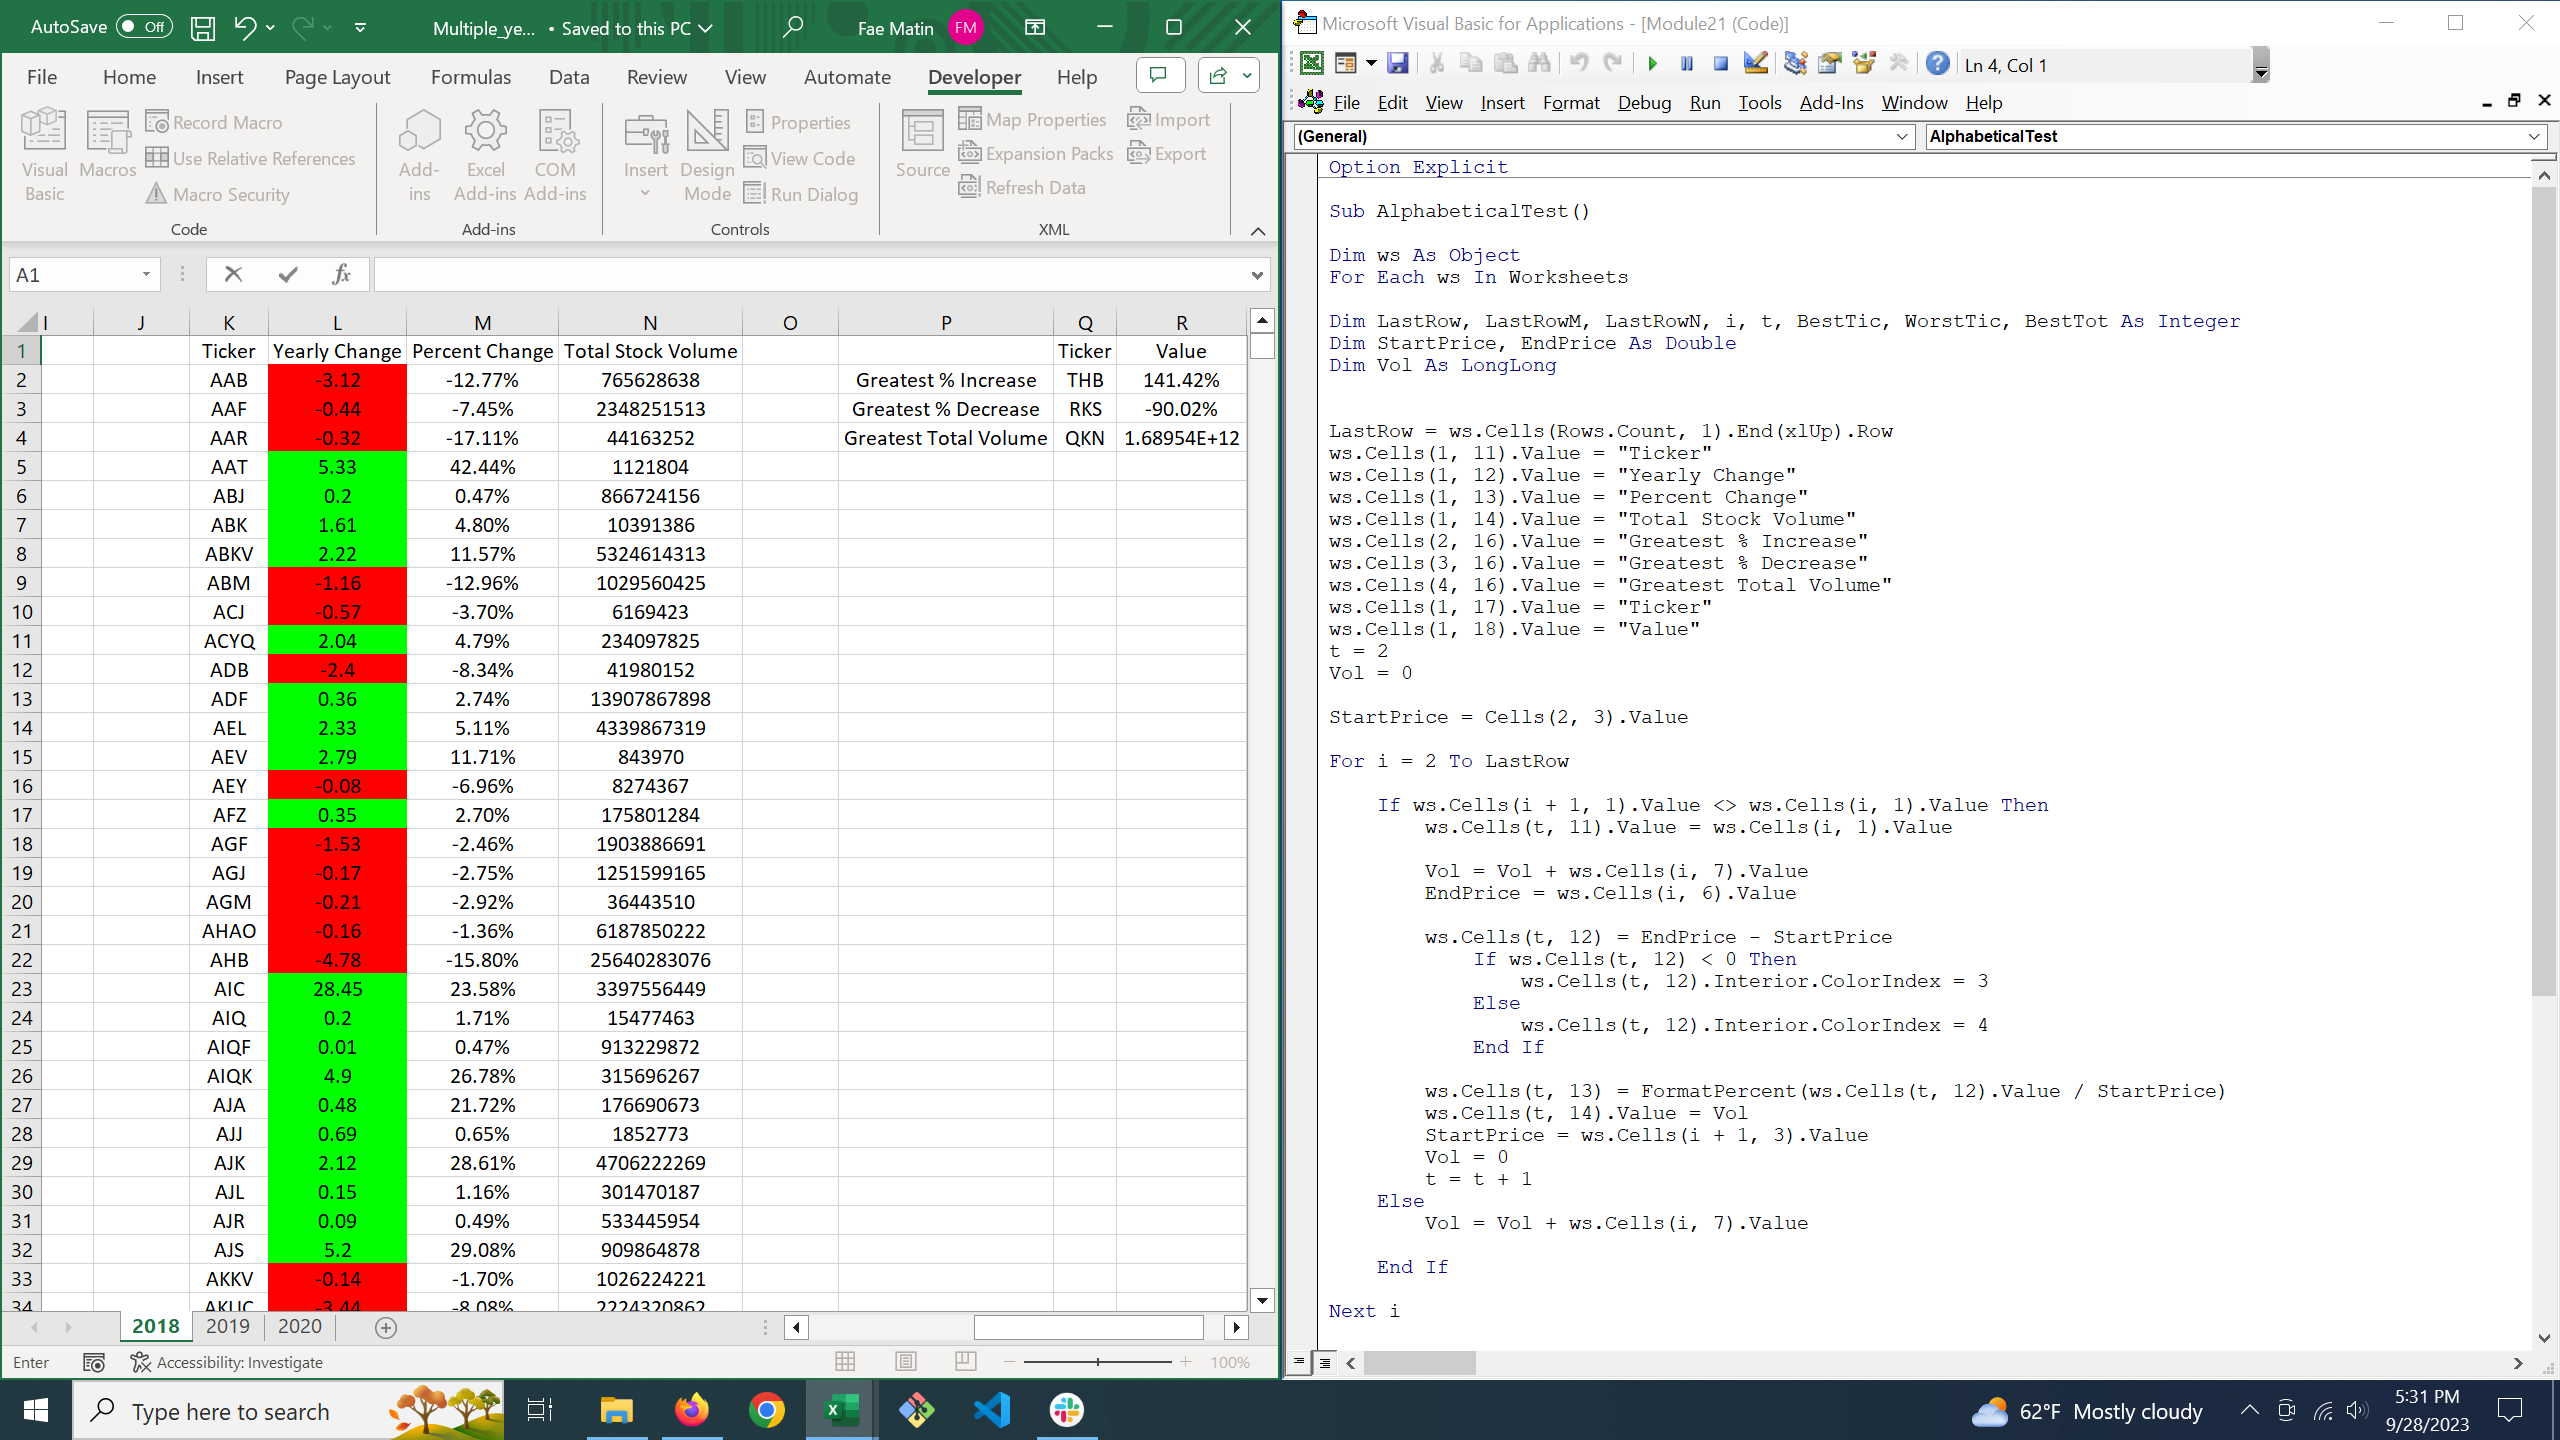 AutoSave Off Multiple_ye... • Saved to this PC Fae Matin FM
File Home Insert Page Layout Formulas Data Review View Automate Developer Help
Visual Basic
Macros
Record Macro
Use Relative References
Macro Security
Code
Add-ins
Excel Add-ins
COM Add-ins
Add-ins
Insert
Design Mode
Properties
View Code
Run Dialog
Controls
Source
Map Properties
Expansion Packs
Refresh Data
Import
Export
XML
A1
fx
I J K L M N O P Q R
1 Ticker Yearly Change Percent Change Total Stock Volume Ticker Value
2 AAB -3.12 -12.77% 765628638 Greatest % Increase THB 141.42%
3 AAF -0.44 -7.45% 2348251513 Greatest % Decrease RKS -90.02%
4 AAR -0.32 -17.11% 44163252 Greatest Total Volume QKN 1.68954E+12
5 AAT 5.33 42.44% 1121804
6 ABJ 0.2 0.47% 866724156
7 ABK 1.61 4.80% 10391386
8 ABKV 2.22 11.57% 5324614313
9 ABM -1.16 -12.96% 1029560425
10 ACJ -0.57 -3.70% 6169423
11 ACYQ 2.04 4.79% 234097825
12 ADB -2.4 -8.34% 41980152
13 ADF 0.36 2.74% 13907867898
14 AEL 2.33 5.11% 4339867319
15 AEV 2.79 11.71% 843970
16 AEY -0.08 -6.96% 8274367
17 AFZ 0.35 2.70% 175801284
18 AGF -1.53 -2.46% 1903886691
19 AGJ -0.17 -2.75% 1251599165
20 AGM -0.21 -2.92% 36443510
21 AHAO -0.16 -1.36% 6187850222
22 AHB -4.78 -15.80% 25640283076
23 AIC 28.45 23.58% 3397556449
24 AIQ 0.2 1.71% 15477463
25 AIQF 0.01 0.47% 913229872
26 AIQK 4.9 26.78% 315696267
27 AJA 0.48 21.72% 176690673
28 AJJ 0.69 0.65% 1852773
29 AJK 2.12 28.61% 4706222269
30 AJL 0.15 1.16% 301470187
31 AJR 0.09 0.49% 533445954
32 AJS 5.2 29.08% 909864878
33 AKKV -0.14 -1.70% 1026224221
34 AKUC -3.44 -8.08% 2224320862
2018 2019 2020
Enter Accessibility: Investigate 100%
Microsoft Visual Basic for Applications - [Module21 (Code)]
Ln 4, Col 1
File Edit View Insert Format Debug Run Tools Add-Ins Window Help
(General) AlphabeticalTest
Option Explicit
Sub AlphabeticalTest()
Dim ws As Object
For Each ws In Worksheets
Dim LastRow, LastRowM, LastRowN, i, t, BestTic, WorstTic, BestTot As Integer
Dim StartPrice, EndPrice As Double
Dim Vol As LongLong
LastRow = ws.Cells(Rows.Count, 1).End(xlUp).Row
ws.Cells(1, 11).Value = "Ticker"
ws.Cells(1, 12).Value = "Yearly Change"
ws.Cells(1, 13).Value = "Percent Change"
ws.Cells(1, 14).Value = "Total Stock Volume"
ws.Cells(2, 16).Value = "Greatest % Increase"
ws.Cells(3, 16).Value = "Greatest % Decrease"
ws.Cells(4, 16).Value = "Greatest Total Volume"
ws.Cells(1, 17).Value = "Ticker"
ws.Cells(1, 18).Value = "Value"
t = 2
Vol = 0
StartPrice = Cells(2, 3).Value
For i = 2 To LastRow
If ws.Cells(i + 1, 1).Value <> ws.Cells(i, 1).Value Then
ws.Cells(t, 11).Value = ws.Cells(i, 1).Value
Vol = Vol + ws.Cells(i, 7).Value
EndPrice = ws.Cells(i, 6).Value
ws.Cells(t, 12) = EndPrice - StartPrice
If ws.Cells(t, 12) < 0 Then
ws.Cells(t, 12).Interior.ColorIndex = 3
Else
ws.Cells(t, 12).Interior.ColorIndex = 4
End If
ws.Cells(t, 13) = FormatPercent(ws.Cells(t, 12).Value / StartPrice)
ws.Cells(t, 14).Value = Vol
StartPrice = ws.Cells(i + 1, 3).Value
Vol = 0
t = t + 1
Else
Vol = Vol + ws.Cells(i, 7).Value
End If
Next i
Type here to search
62°F Mostly cloudy
5:31 PM
9/28/2023